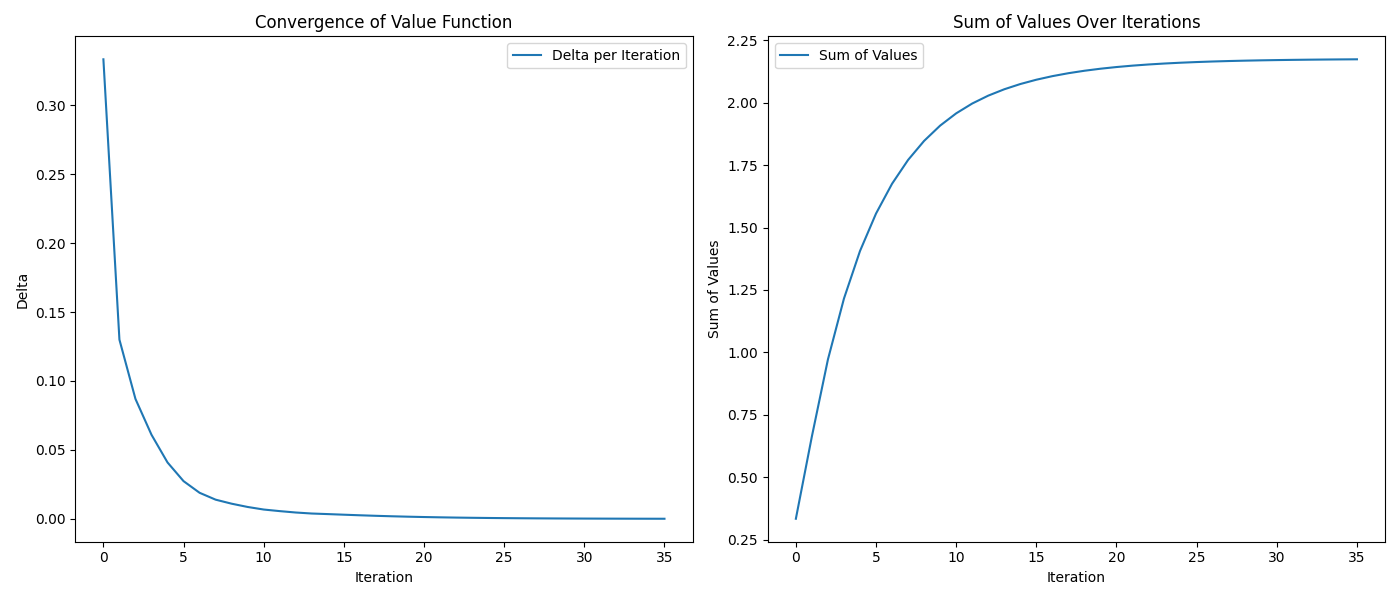 Convergence of Value Function
Delta per Iteration
Delta
0.30
0.25
0.20
0.15
0.10
0.05
0.00
0 5 10 15 20 25 30 35
Iteration
Sum of Values Over Iterations
Sum of Values
Sum of Values
2.25
2.00
1.75
1.50
1.25
1.00
0.75
0.50
0.25
0 5 10 15 20 25 30 35
Iteration